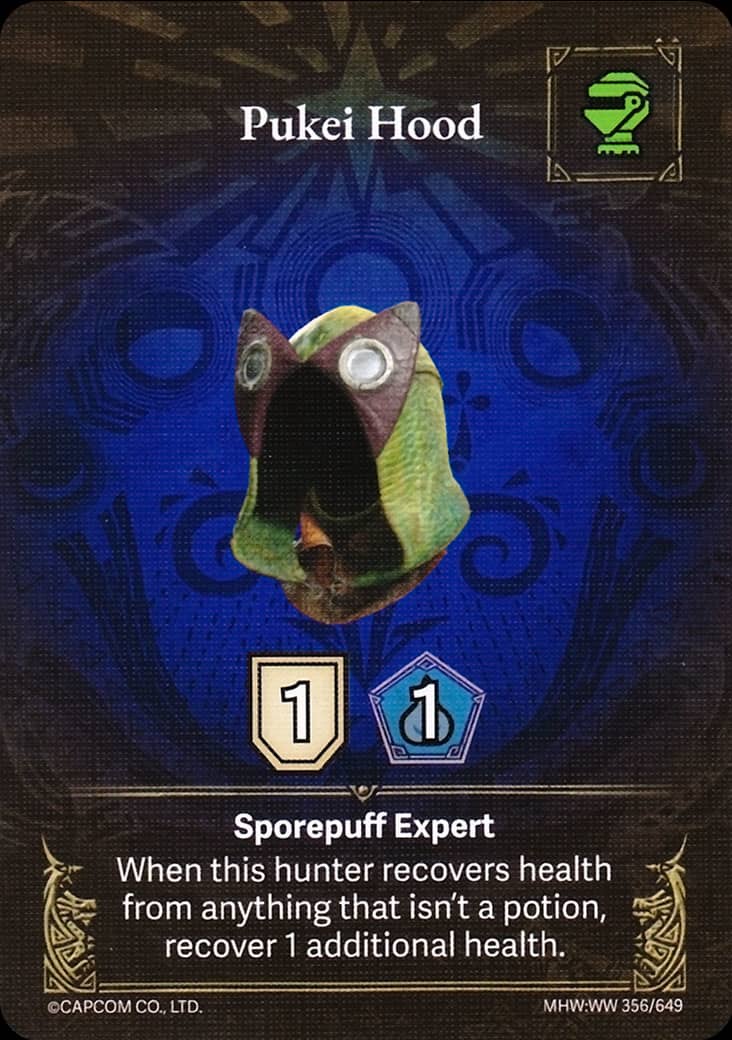 Pukei Hood
1 1
Sporepuff Expert
When this hunter recovers health
from anything that isn't a potion,
recover 1 additional health.
©CAPCOM CO., LTD. MHW:WW 356/649